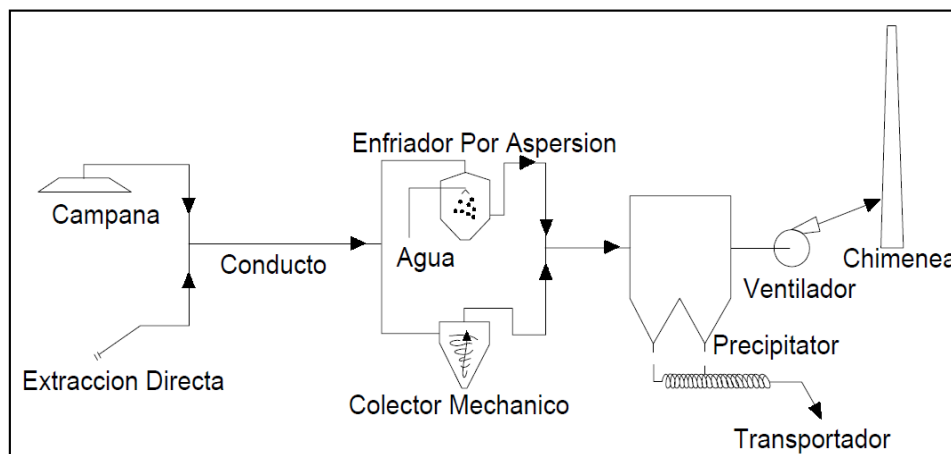 Enfriador Por Aspersion
Campana
Agua
Conducto
Chimenea
Ventilador
Precipitator
Extraccion Directa
Colector Mechanico
Transportador